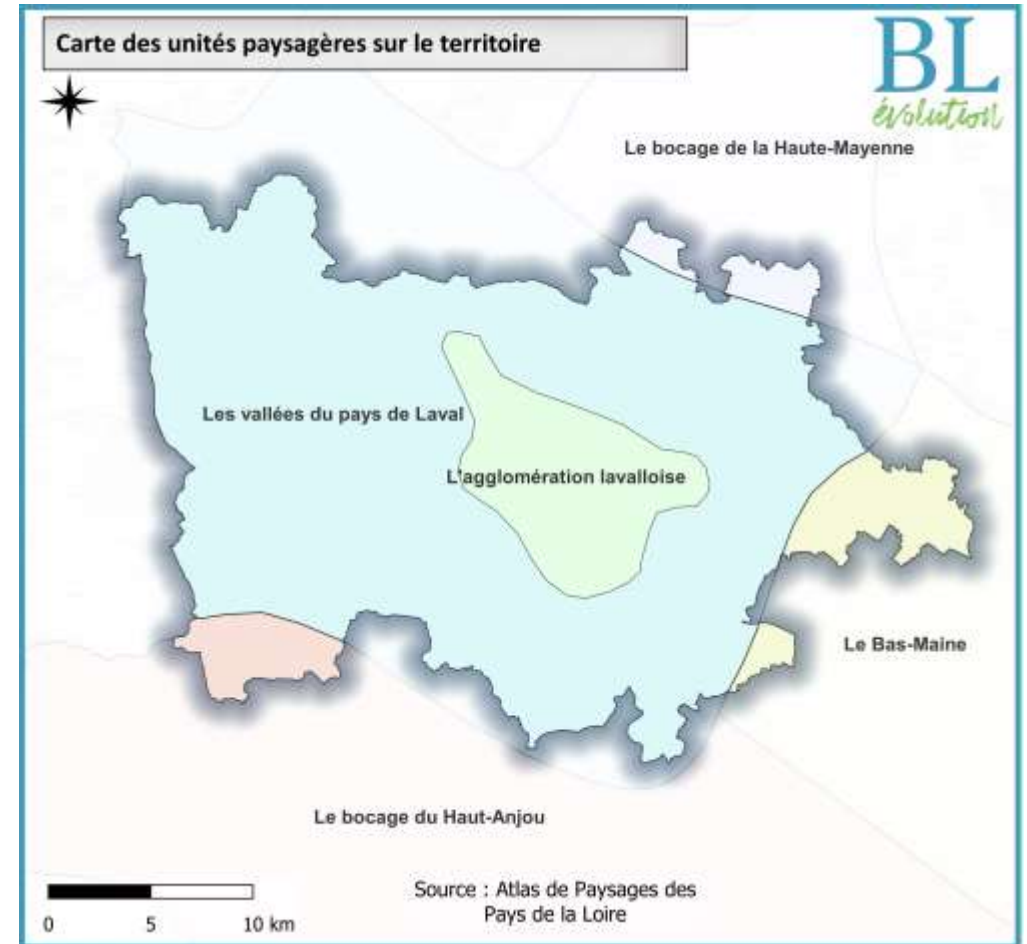 Carte des unités paysagères sur le territoire
BL
évolution
Le bocage de la Haute-Mayenne
Les vallées du pays de Laval
L'agglomération lavalloise
Le Bas-Maine
Le bocage du Haut-Anjou
Source : Atlas de Paysages des
Pays de la Loire
0 5 10 km